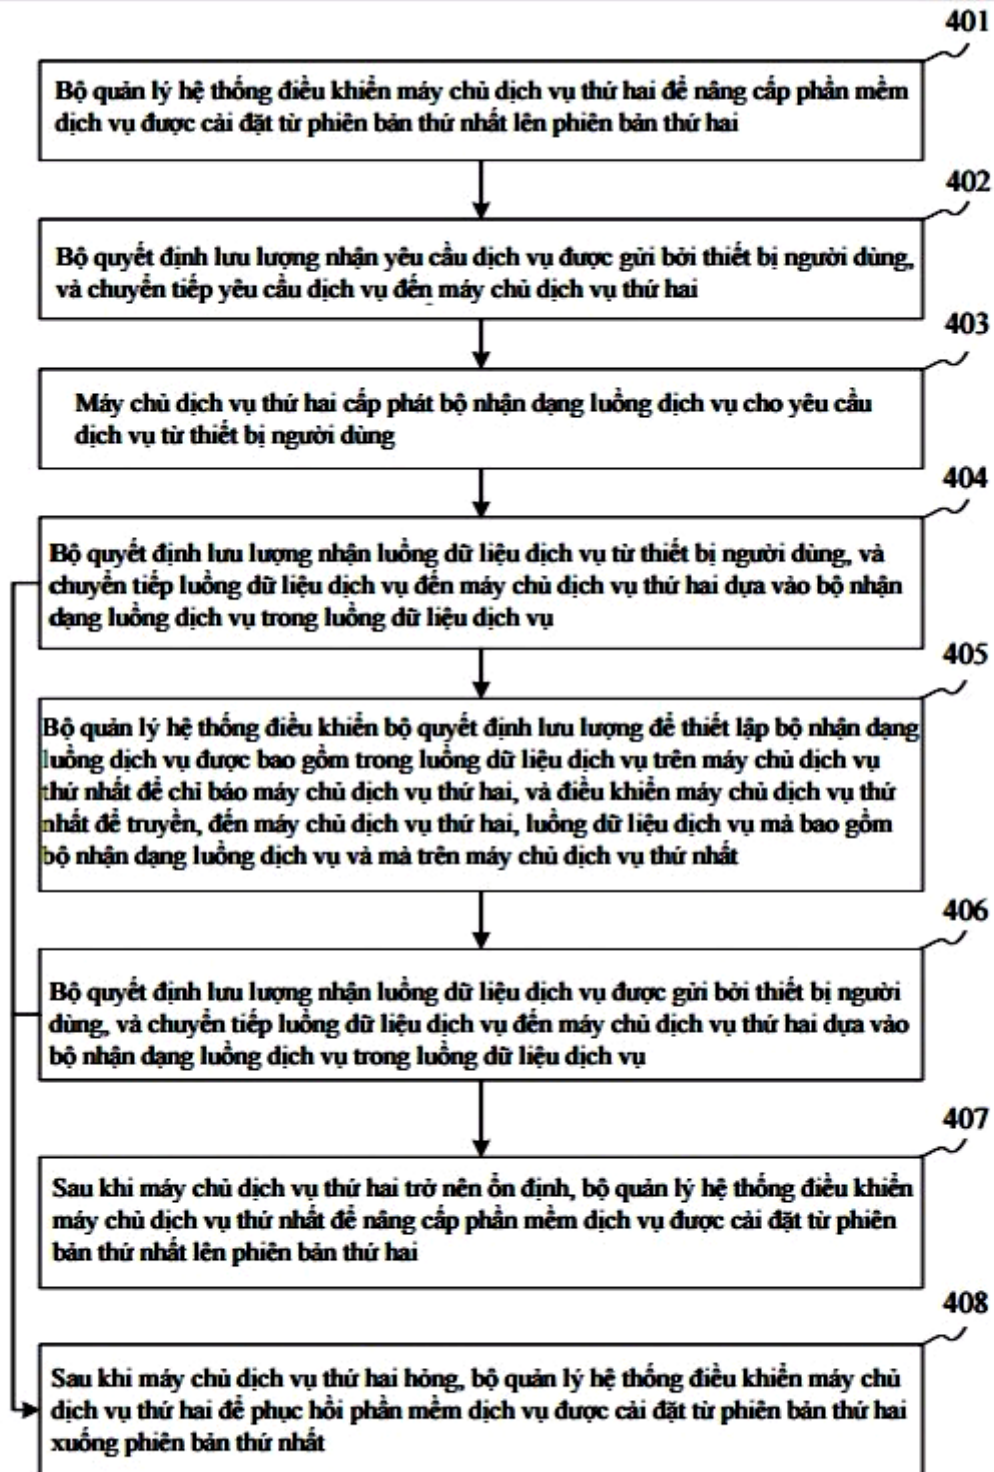 401
Bộ quản lý hệ thống điều khiển máy chủ dịch vụ thứ hai để nâng cấp phần mềm
dịch vụ được cài đặt từ phiên bản thứ nhất lên phiên bản thứ hai
402
Bộ quyết định lưu lượng nhận yêu cầu dịch vụ được gửi bởi thiết bị người dùng,
và chuyển tiếp yêu cầu dịch vụ đến máy chủ dịch vụ thứ hai
403
Máy chủ dịch vụ thứ hai cấp phát bộ nhận dạng luồng dịch vụ cho yêu cầu
dịch vụ từ thiết bị người dùng
404
Bộ quyết định lưu lượng nhận luồng dữ liệu dịch vụ từ thiết bị người dùng, và
chuyển tiếp luồng dữ liệu dịch vụ đến máy chủ dịch vụ thứ hai dựa vào bộ nhận
dạng luồng dịch vụ trong luồng dữ liệu dịch vụ
405
Bộ quản lý hệ thống điều khiển bộ quyết định lưu lượng để thiết lập bộ nhận dạng
luồng dịch vụ được bao gồm trong luồng dữ liệu dịch vụ trên máy chủ dịch vụ
thứ nhất để chỉ báo máy chủ dịch vụ thứ hai, và điều khiển máy chủ dịch vụ thứ
nhất để truyền, đến máy chủ dịch vụ thứ hai, luồng dữ liệu dịch vụ mà bao gồm
bộ nhận dạng luồng dịch vụ và mà trên máy chủ dịch vụ thứ nhất
406
Bộ quyết định lưu lượng nhận luồng dữ liệu dịch vụ được gửi bởi thiết bị người
dùng, và chuyển tiếp luồng dữ liệu dịch vụ đến máy chủ dịch vụ thứ hai dựa vào
bộ nhận dạng luồng dịch vụ trong luồng dữ liệu dịch vụ
407
Sau khi máy chủ dịch vụ thứ hai trở nên ổn định, bộ quản lý hệ thống điều khiển
máy chủ dịch vụ thứ nhất để nâng cấp phần mềm dịch vụ được cài đặt từ phiên
bản thứ nhất lên phiên bản thứ hai
408
Sau khi máy chủ dịch vụ thứ hai hỏng, bộ quản lý hệ thống điều khiển máy chủ
dịch vụ thứ hai để phục hồi phần mềm dịch vụ được cài đặt từ phiên bản thứ hai
xuống phiên bản thứ nhất